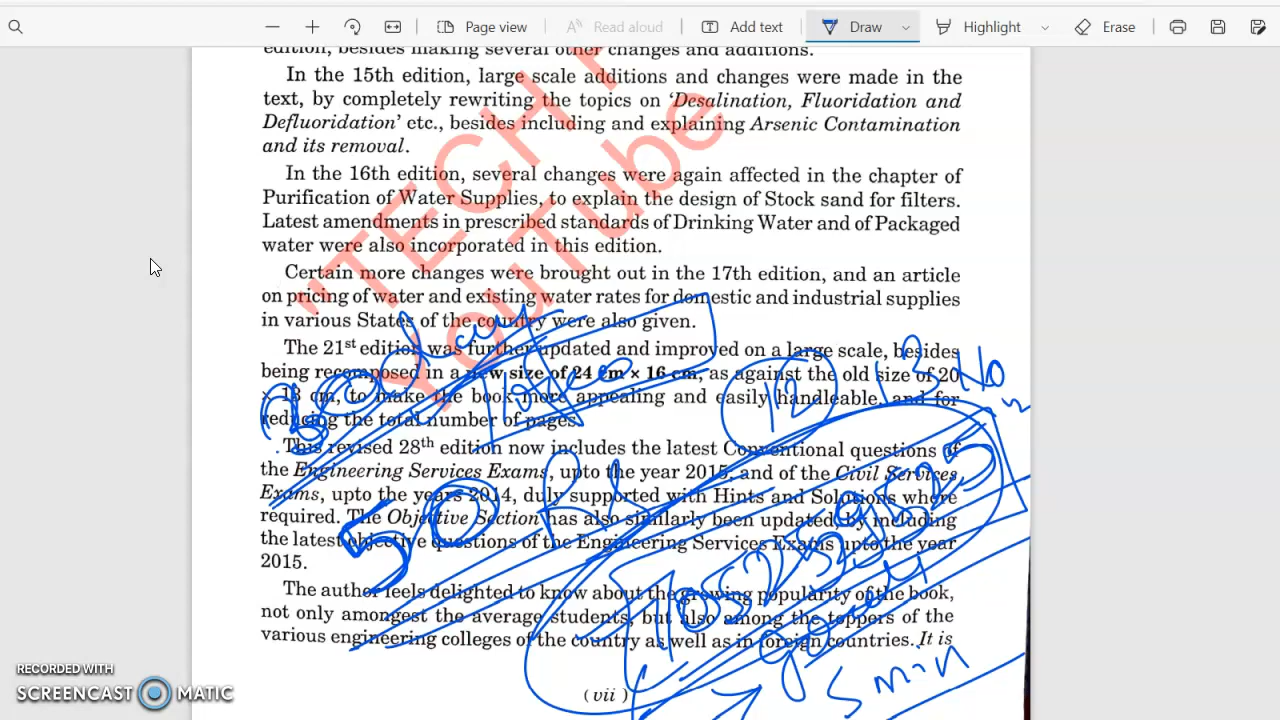 Page view
Read aloud
Add text
Draw
Highlight
Erase
edition, besides making several other changes and additions.
In the 15th edition, large scale additions and changes were made in the
text, by completely rewriting the topics on ‘Desalination, Fluoridation and
Defluoridation’ etc., besides including and explaining Arsenic Contamination
and its removal.
In the 16th edition, several changes were again affected in the chapter of
Purification of Water Supplies, to explain the design of Stock sand for filters.
Latest amendments in prescribed standards of Drinking Water and of Packaged
water were also incorporated in this edition.
Certain more changes were brought out in the 17th edition, and an article
on pricing of water and existing water rates for domestic and industrial supplies
in various States of the country were also given.
The 21st edition was further updated and improved on a large scale, besides
being recomposed in a new size of 24 cm × 16 cm, as against the old size of 20
× 13 cm, to make the book more appealing and easily handleable, and for
reducing the total number of pages.
This revised 28th edition now includes the latest Conventional questions of
the Engineering Services Exams, upto the year 2015, and of the Civil Services
Exams, upto the years 2014, duly supported with Hints and Solutions where
required. The Objective Section has also similarly been updated, by including
the latest objective questions of the Engineering Services Exams upto the year
2015.
The author feels delighted to know about the growing popularity of the book,
not only amongst the average students, but also among the toppers of the
various engineering colleges of the country as well as in foreign countries. It is
(vii)
"TECH
YouTube
12
13 No
50 Rs
5 min
RECORDED WITH
SCREENCAST MATIC